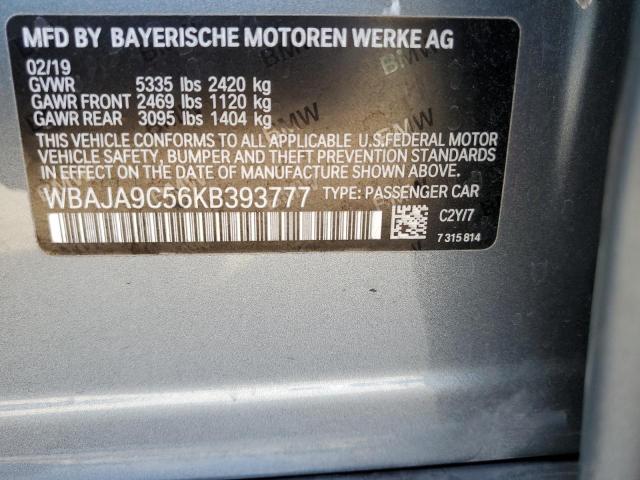 MFD BY BAYERISCHE MOTOREN WERKE AG
02/19
GVWR 5335 lbs 2420 kg
GAWR FRONT 2469 lbs 1120 kg
GAWR REAR 3095 lbs 1404 kg
THIS VEHICLE CONFORMS TO ALL APPLICABLE U.S.FEDERAL MOTOR
VEHICLE SAFETY, BUMPER AND THEFT PREVENTION STANDARDS
IN EFFECT ON THE DATE OF MANUFACTURE SHOWN ABOVE.
WBAJA9C56KB393777 TYPE: PASSENGER CAR
C2Y/7
7 315 814